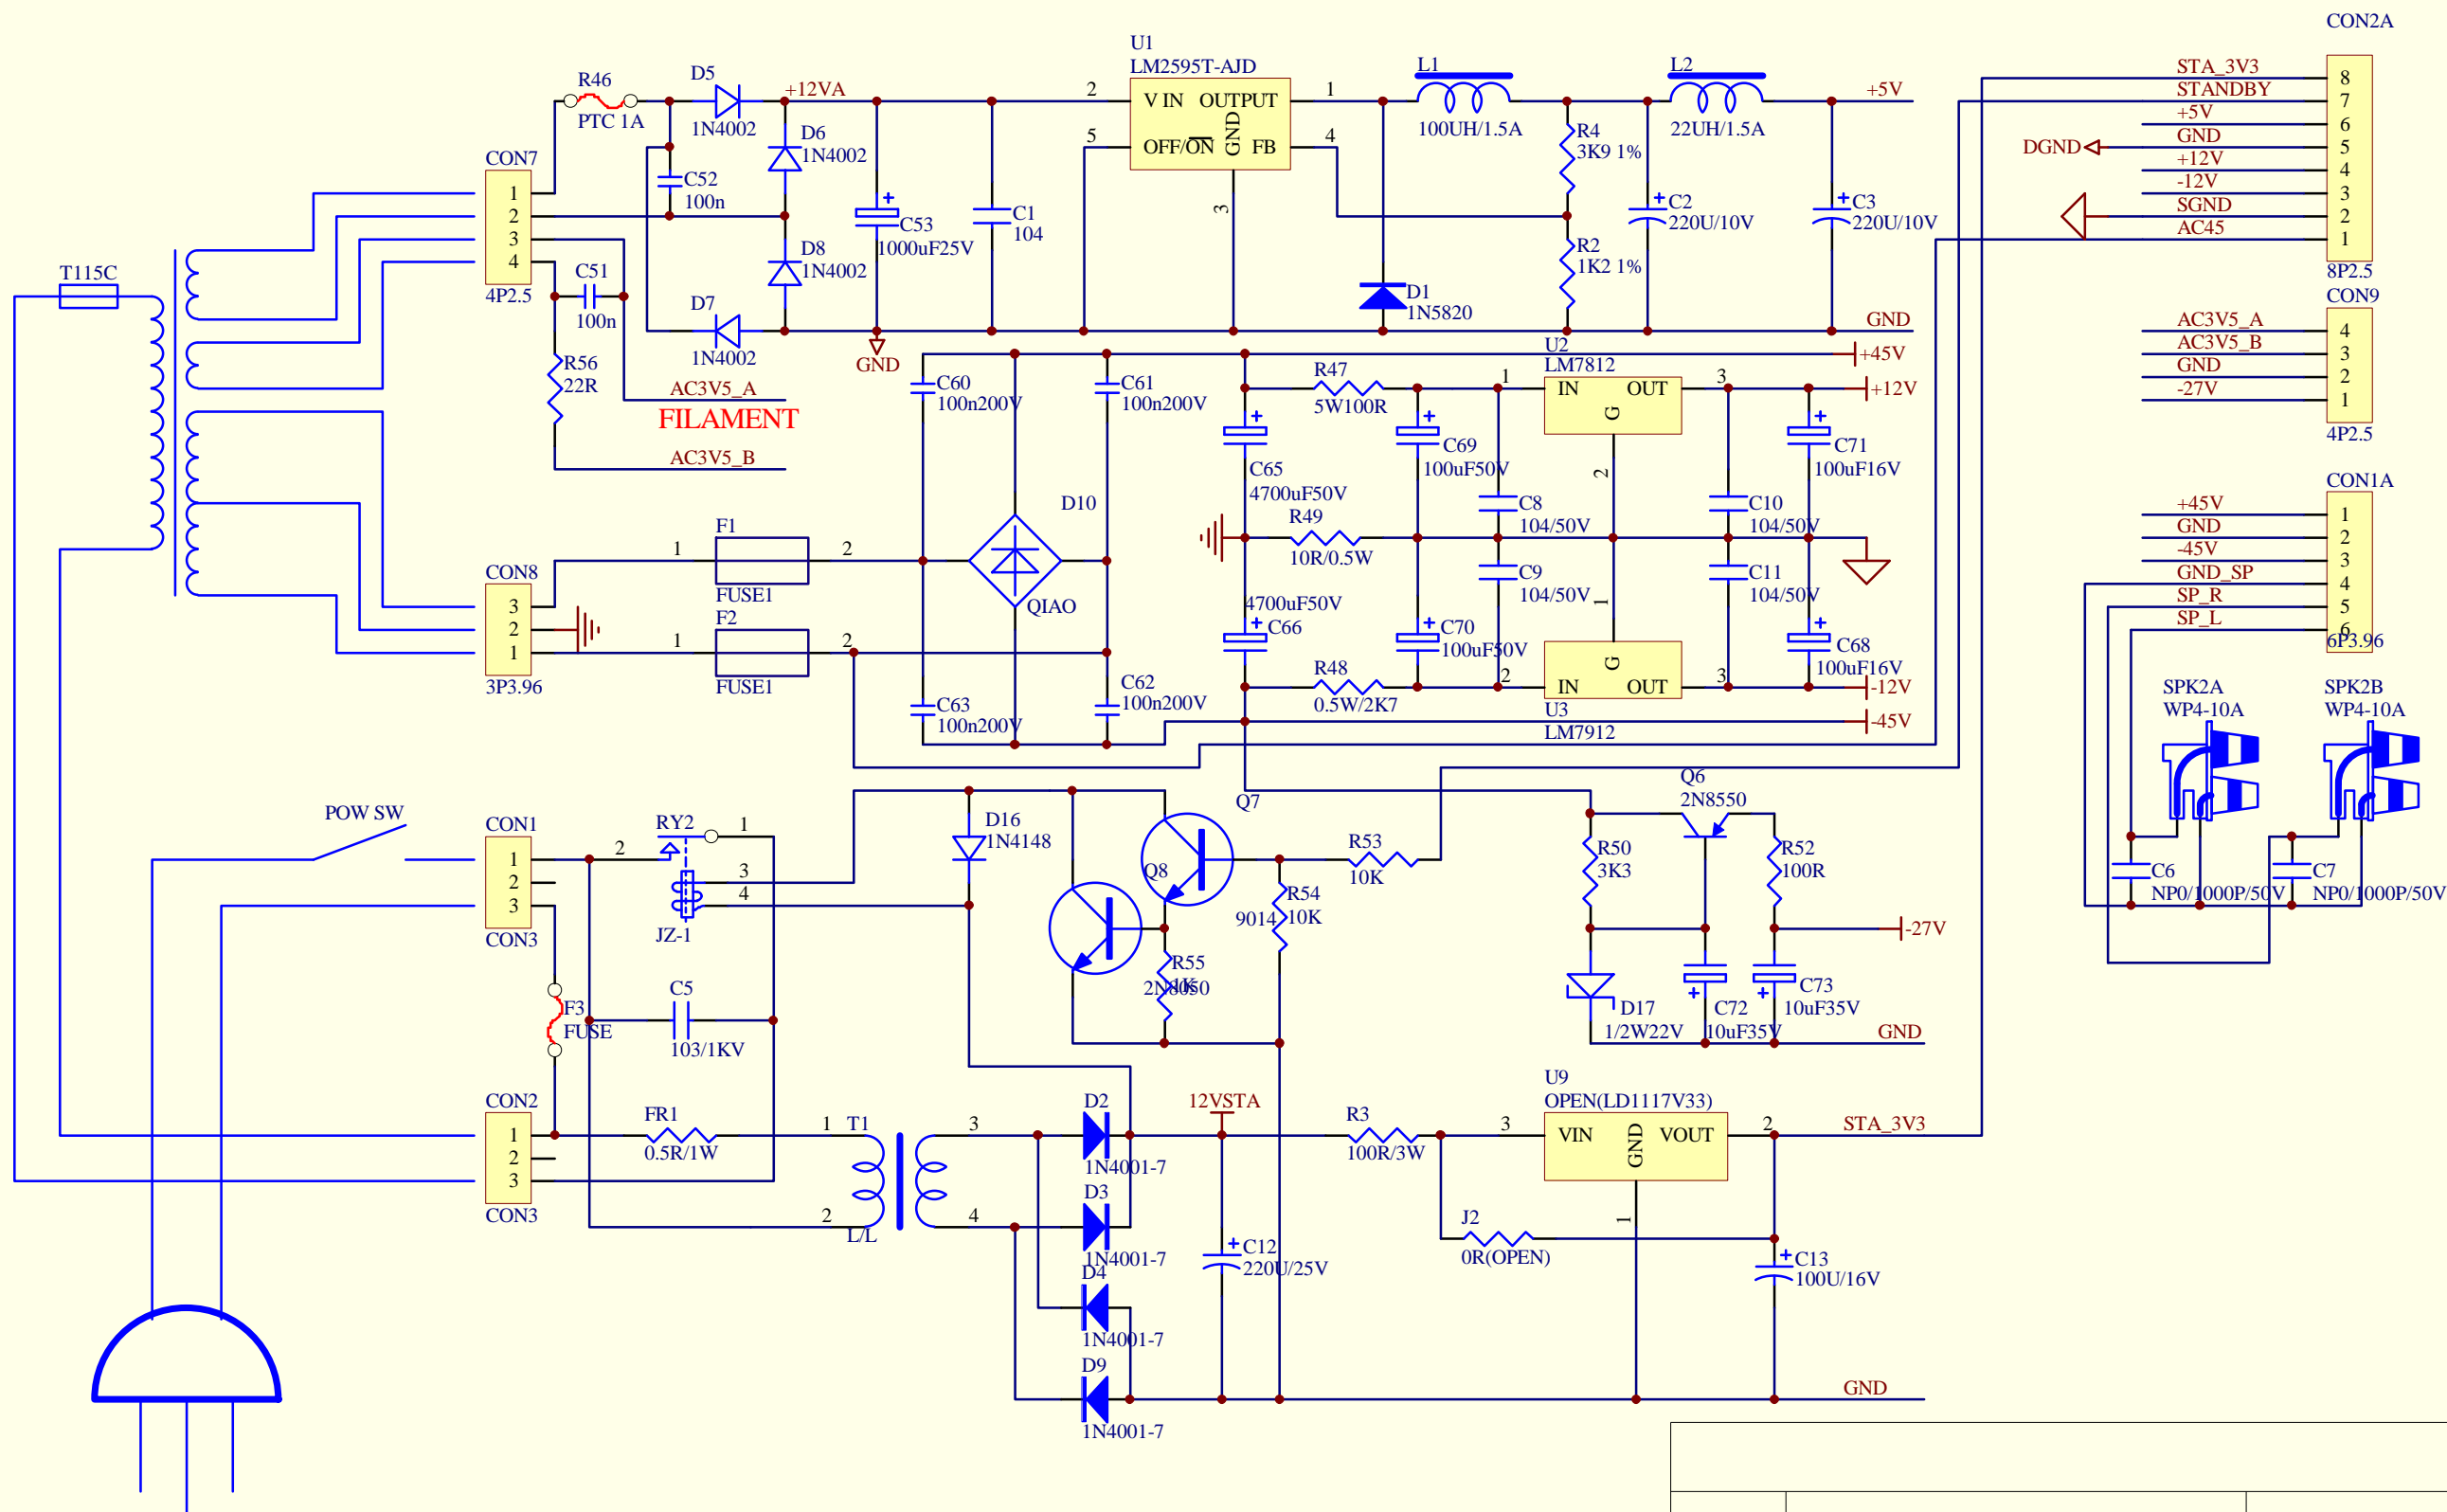 T115C
CON7
1
2
3
4
4P2.5
R46
PTC 1A
D5
1N4002
+12VA
D6
1N4002
C52
100n
D8
1N4002
D7
1N4002
C51
100n
R56
22R
AC3V5_A
FILAMENT
AC3V5_B
C53
1000uF25V
GND
C1
104
U1
LM2595T-AJD
2
V IN
OUTPUT
1
5
OFF/ON
GND
FB
4
3
L1
100UH/1.5A
L2
22UH/1.5A
+5V
R4
3K9 1%
R2
1K2 1%
C2
220U/10V
C3
220U/10V
D1
1N5820
GND
CON2A
STA_3V3
8
STANDBY
7
+5V
6
DGND
GND
5
+12V
4
-12V
3
SGND
2
AC45
1
8P2.5
CON9
AC3V5_A
4
AC3V5_B
3
GND
2
-27V
1
4P2.5
CON1A
+45V
1
GND
2
-45V
3
GND_SP
4
SP_R
5
SP_L
6
6P3.96
SPK2A
WP4-10A
SPK2B
WP4-10A
C6
NP0/1000P/50V
C7
NP0/1000P/50V
CON8
3
2
1
3P3.96
1
F1
2
FUSE1
1
F2
2
FUSE1
C60
100n200V
C61
100n200V
D10
QIAO
C63
100n200V
C62
100n200V
+45V
R47
5W100R
C65
4700uF50V
R49
10R/0.5W
4700uF50V
C66
R48
0.5W/2K7
C69
100uF50V
C70
100uF50V
C8
104/50V
C9
104/50V
U2
LM7812
1
IN
OUT
3
G
2
+12V
C10
104/50V
C11
104/50V
C71
100uF16V
C68
100uF16V
1
G
2
IN
OUT
3
U3
LM7912
-12V
-45V
POW SW
CON1
1
2
3
CON3
RY2
1
2
3
4
JZ-1
F3
FUSE
C5
103/1KV
D16
1N4148
Q7
Q8
9014
2N8050
R53
10K
R54
10K
R55
1K
Q6
2N8550
R50
3K3
R52
100R
-27V
D17
1/2W22V
C72
10uF35V
C73
10uF35V
GND
CON2
1
2
3
CON3
FR1
0.5R/1W
1
T1
2
L/L
3
4
D2
1N4001-7
D3
1N4001-7
D4
1N4001-7
D9
1N4001-7
12VSTA
C12
220U/25V
R3
100R/3W
U9
OPEN(LD1117V33)
3
VIN
GND
VOUT
2
1
STA_3V3
J2
0R(OPEN)
C13
100U/16V
GND